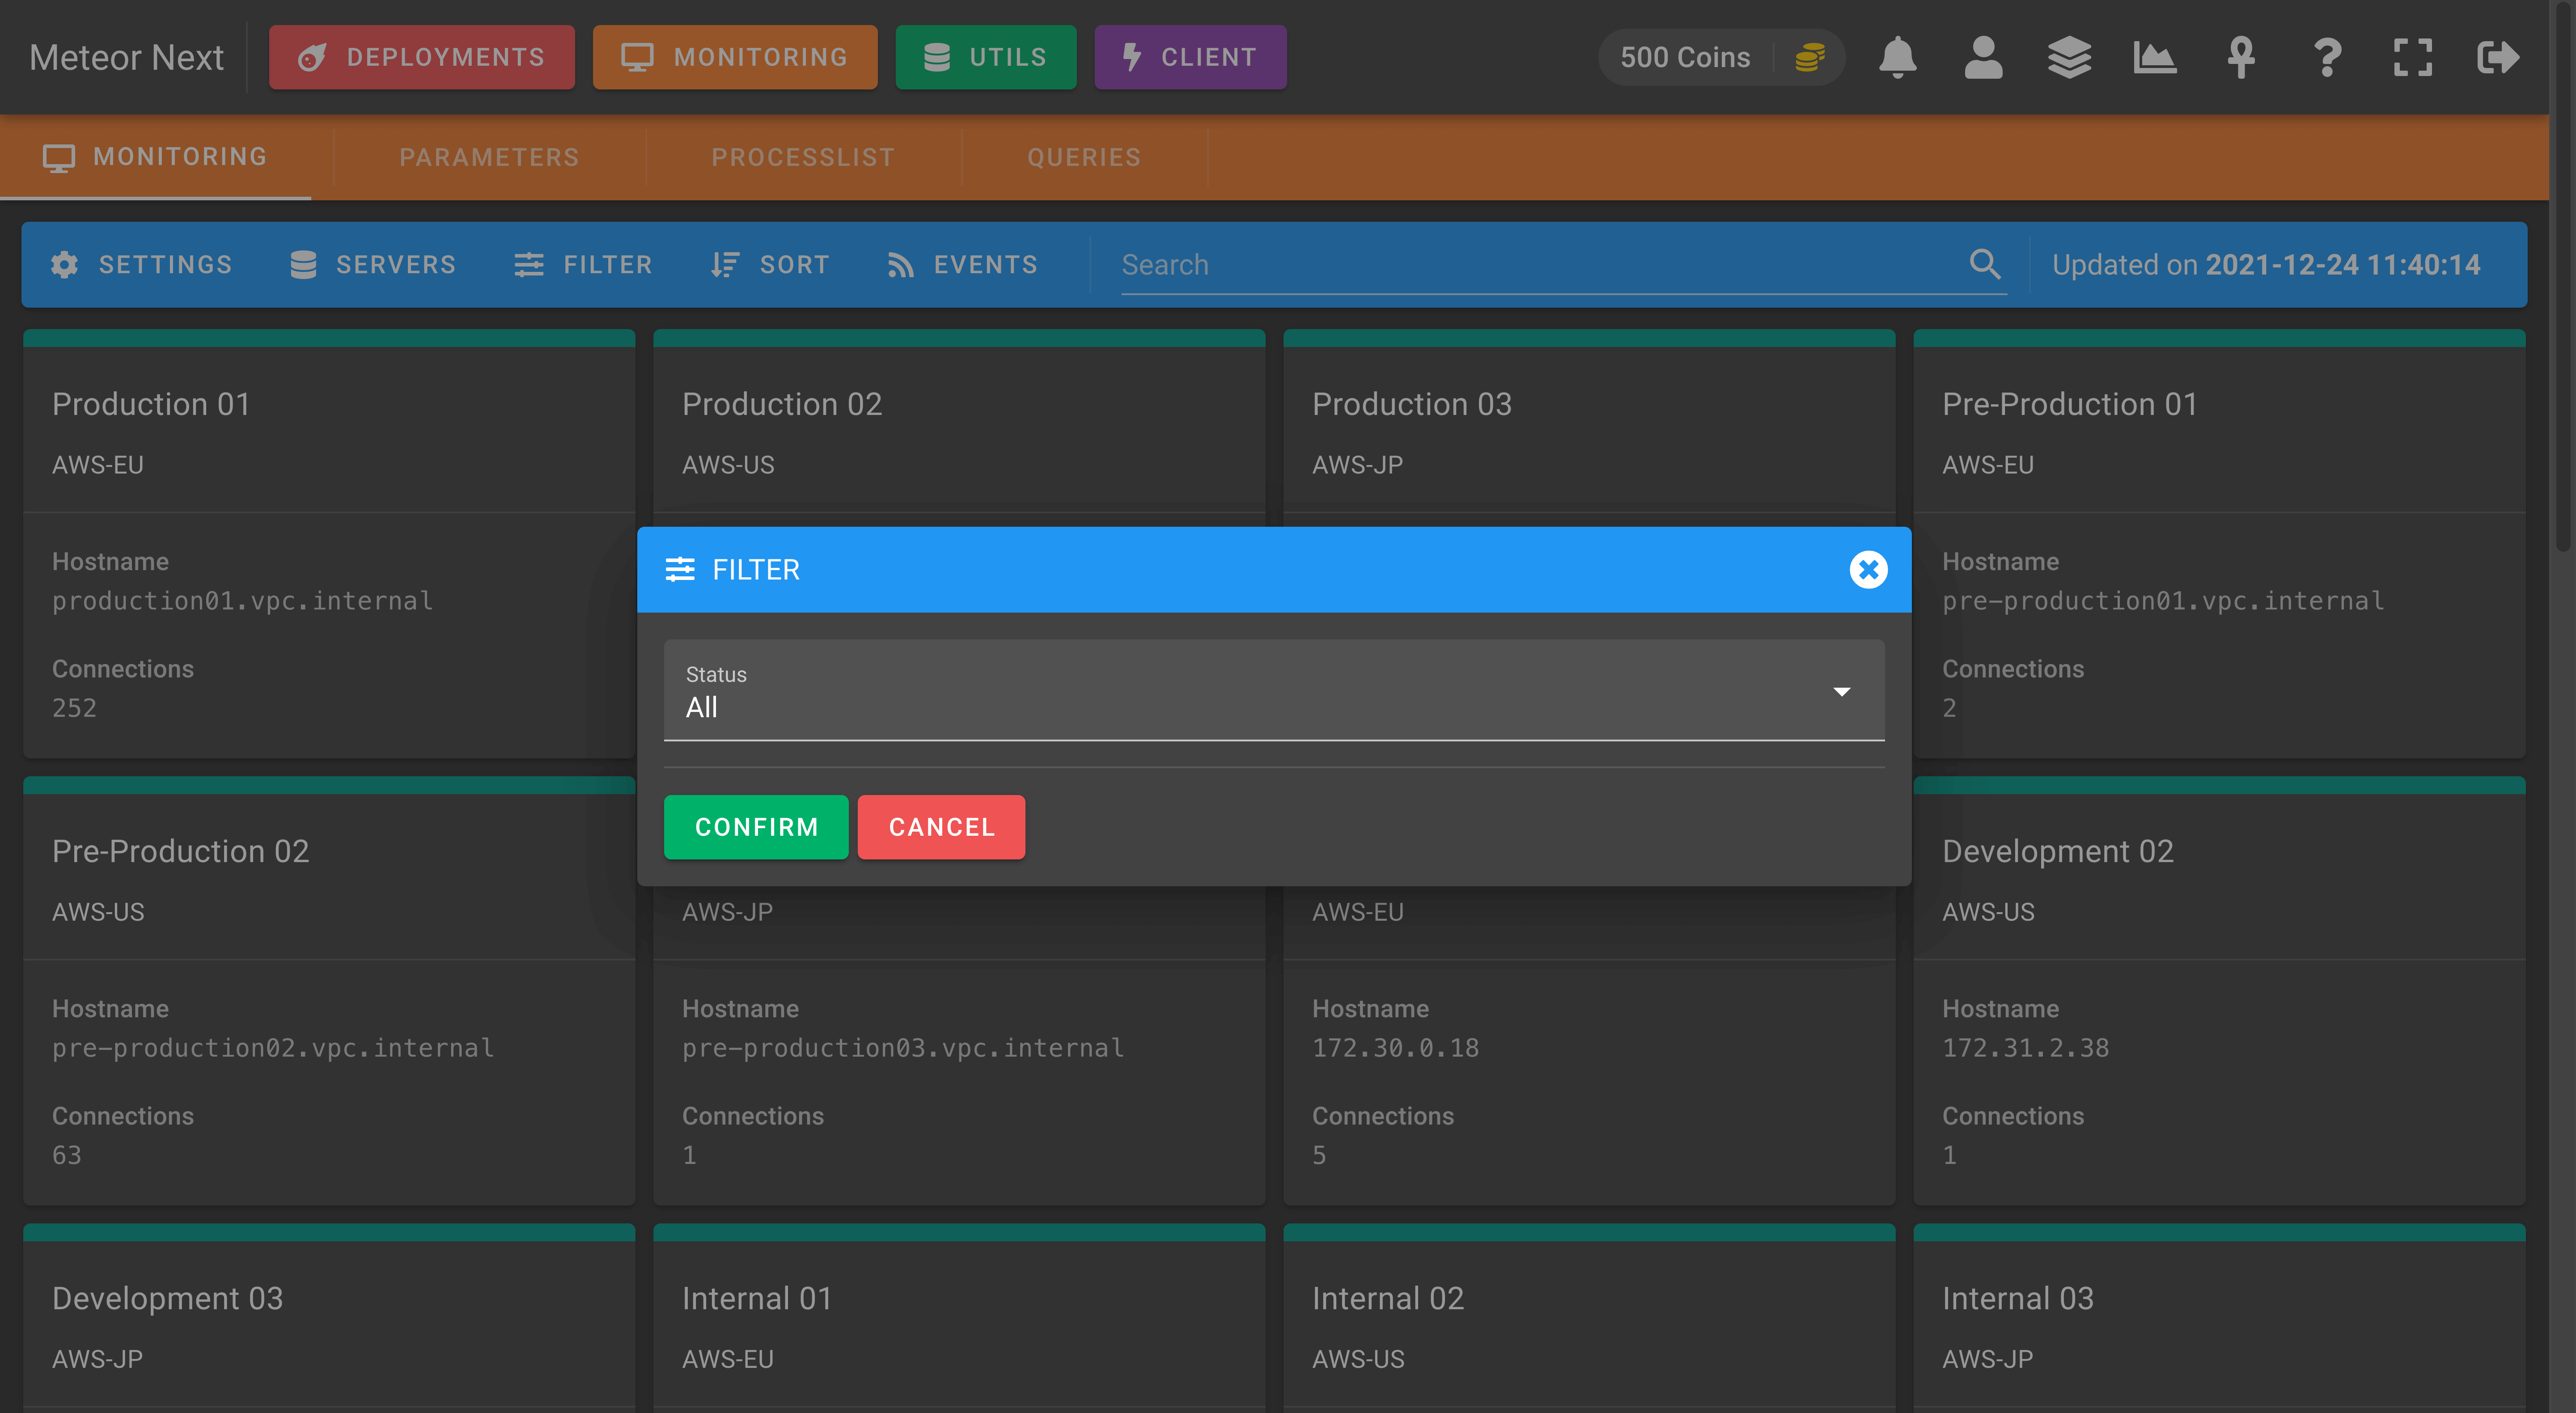 Meteor Next
DEPLOYMENTS
MONITORING
UTILS
CLIENT
500 Coins
MONITORING
PARAMETERS
PROCESSLIST
QUERIES
SETTINGS
SERVERS
FILTER
SORT
EVENTS
Search
Updated on 2021-12-24 11:40:14
Production 01
AWS-EU
Hostname
production01.vpc.internal
Connections
252
Production 02
AWS-US
Production 03
AWS-JP
Pre-Production 01
AWS-EU
Hostname
pre-production01.vpc.internal
Connections
2
FILTER
Status
All
CONFIRM
CANCEL
Pre-Production 02
AWS-US
Hostname
pre-production02.vpc.internal
Connections
63
AWS-JP
Hostname
pre-production03.vpc.internal
Connections
1
AWS-EU
Hostname
172.30.0.18
Connections
5
Development 02
AWS-US
Hostname
172.31.2.38
Connections
1
Development 03
AWS-JP
Internal 01
AWS-EU
Internal 02
AWS-US
Internal 03
AWS-JP